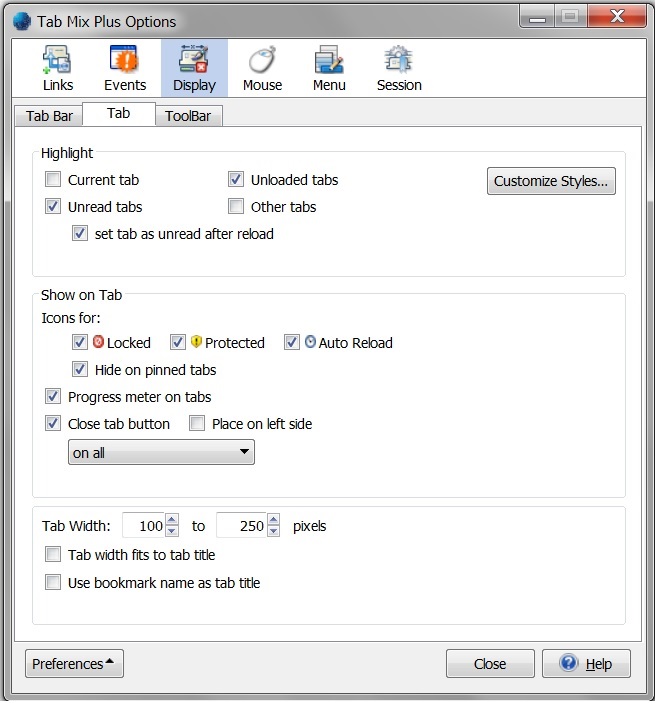 Tab Mix Plus Options
Links Events Display Mouse Menu Session
Tab Bar Tab ToolBar
Highlight
Current tab Unloaded tabs Customize Styles...
Unread tabs Other tabs
set tab as unread after reload
Show on Tab
Icons for:
Locked Protected Auto Reload
Hide on pinned tabs
Progress meter on tabs
Close tab button Place on left side
on all
Tab Width: 100 to 250 pixels
Tab width fits to tab title
Use bookmark name as tab title
Preferences Close Help